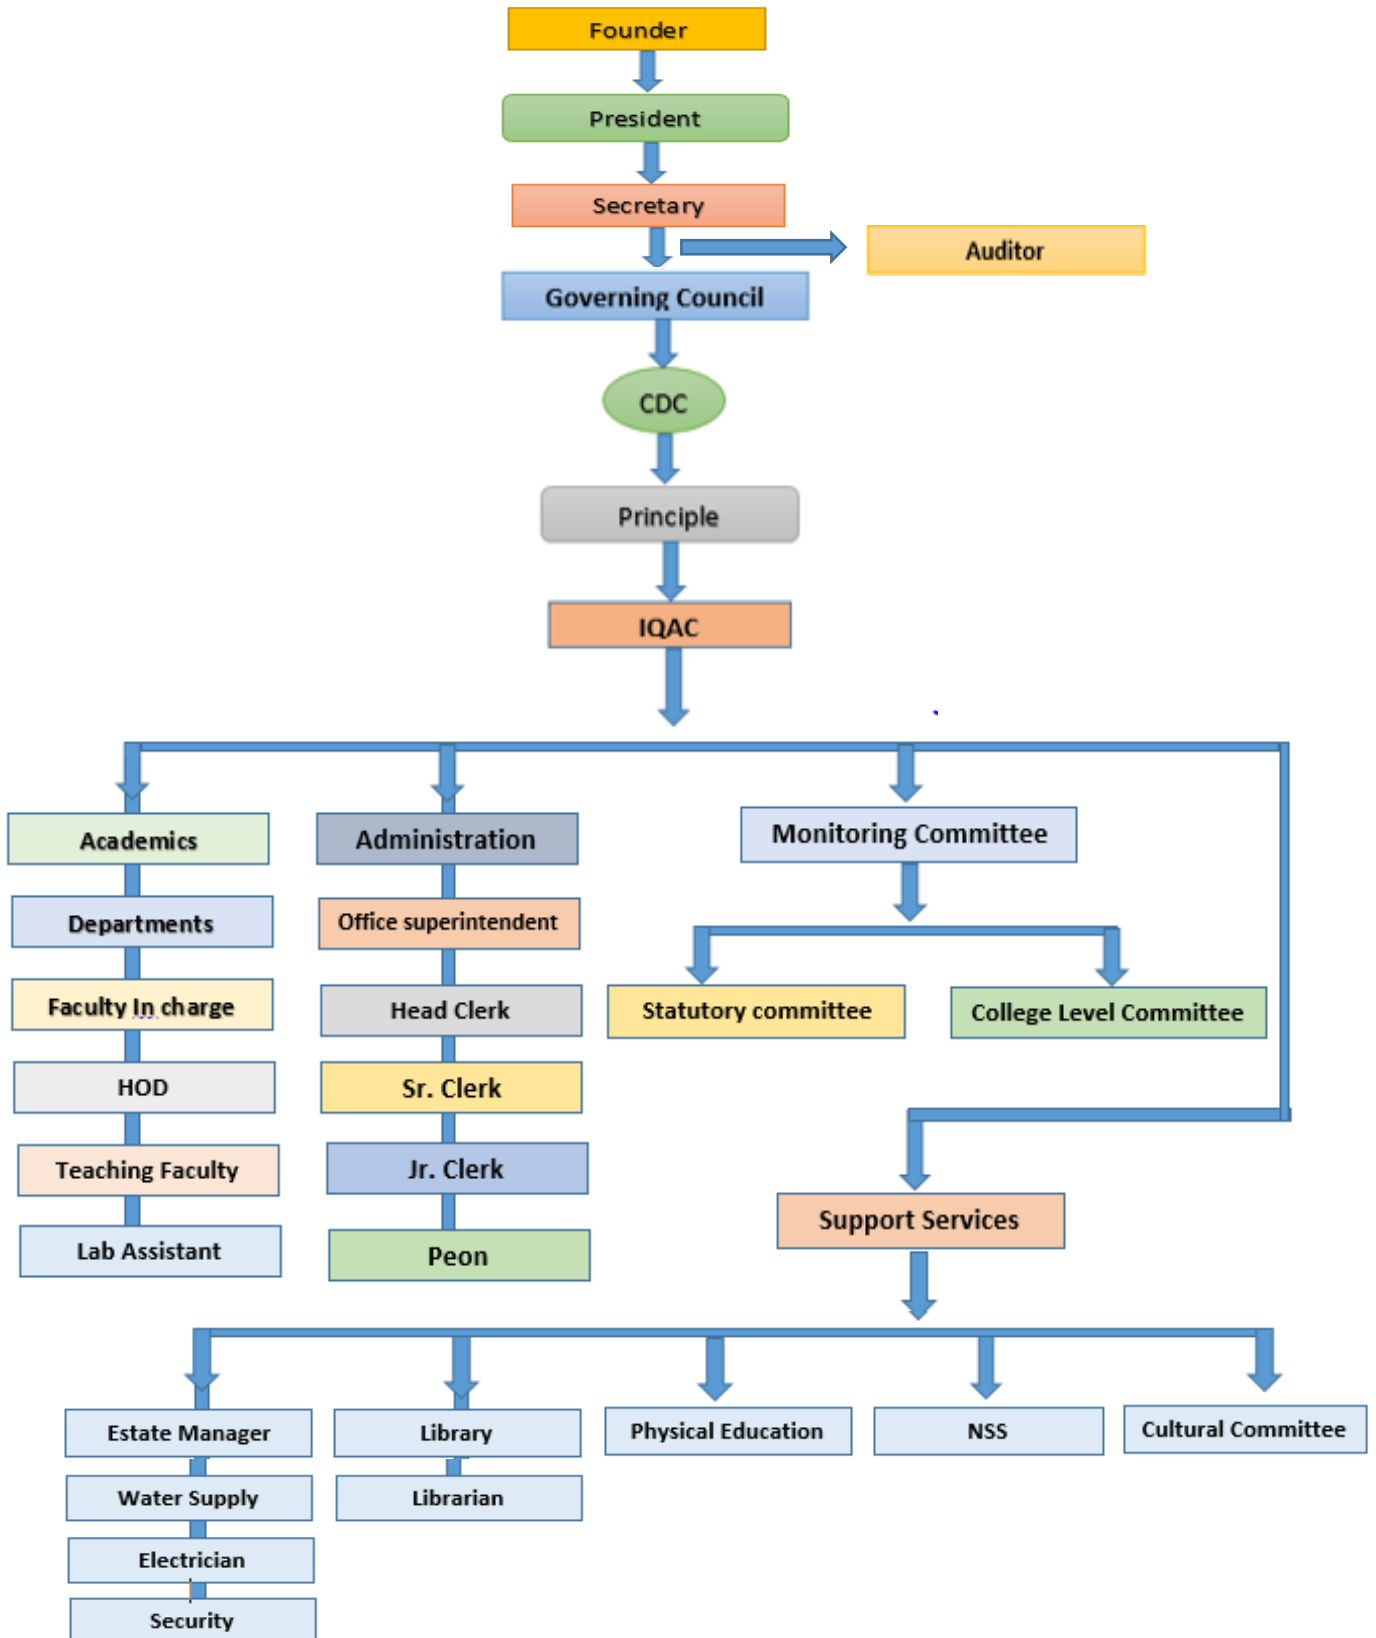 Founder
President
Secretary
Auditor
Governing Council
CDC
Principle
IQAC
Academics
Departments
Faculty In charge
HOD
Teaching Faculty
Lab Assistant
Administration
Office superintendent
Head Clerk
Sr. Clerk
Jr. Clerk
Peon
Monitoring Committee
Statutory committee
College Level Committee
Support Services
Estate Manager
Water Supply
Electrician
Security
Library
Librarian
Physical Education
NSS
Cultural Committee